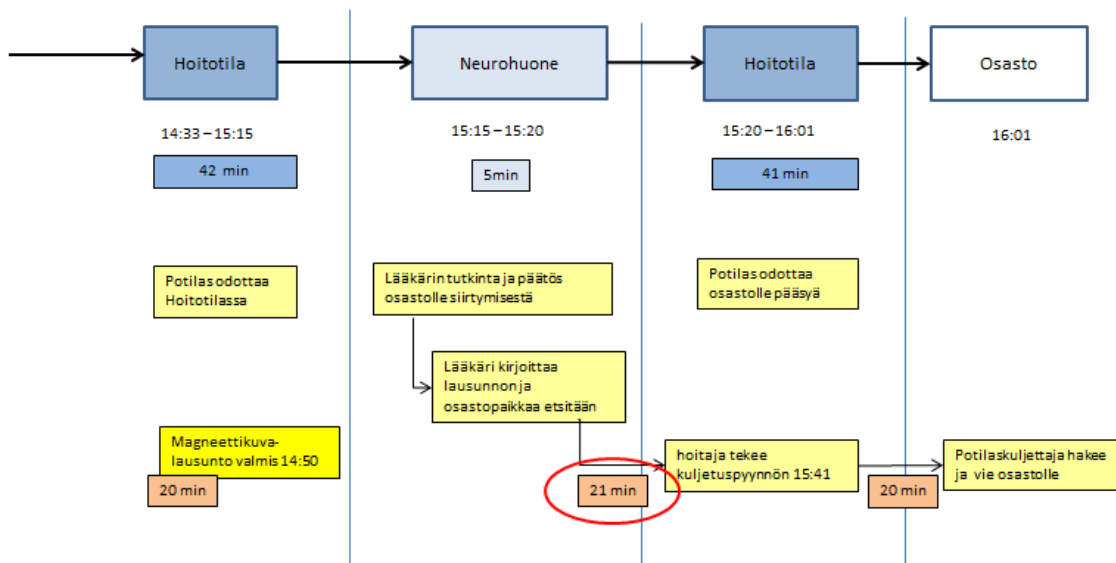 Hoitotila
Neurohuone
Hoitotila
Osasto
14:33 – 15:15
15:15 – 15:20
15:20 – 16:01
16:01
42 min
5min
41 min
Potilas odottaa
Hoitotilassa
Lääkärin tutkinta ja päätös
osastolle siirtymisestä
Potilas odottaa
osastolle pääsyä
Lääkäri kirjoittaa
lausunnon ja
osastopaikkaa etsitään
Magneettikuva-
lausunto valmis 14:50
20 min
21 min
hoitaja tekee
kuljetuspyynnön 15:41
20 min
Potilaskuljettaja hakee
ja vie osastolle